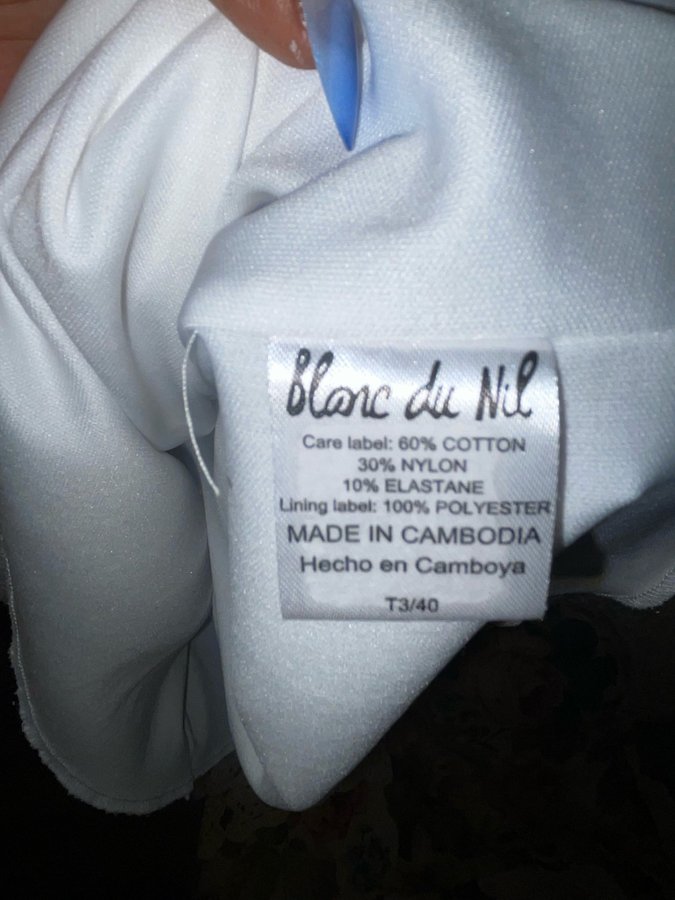 Blanc du Nil
Care label: 60% COTTON
30% NYLON
10% ELASTANE
Lining label: 100% POLYESTER
MADE IN CAMBODIA
Hecho en Camboya
T3/40